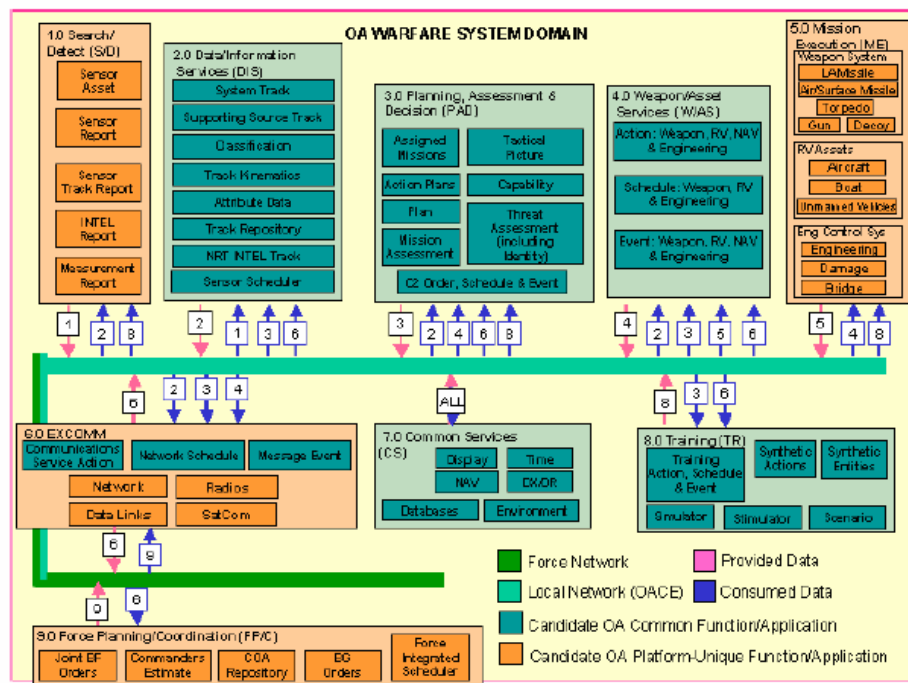 OA WARFARE SYSTEM DOMAIN
1.0 Search/
Detect (S/D)
Sensor
Asset
Sensor
Report
Sensor
Track Report
INTEL
Report
Measurement
Report
2.0 Data/Information
Services (DIS)
System Track
Supporting Source Track
Classification
Track Kinematics
Attribute Data
Track Repository
NRT INTEL Track
Sensor Scheduler
3.0 Planning, Assessment &
Decision (PAD)
Assigned
Missions
Tactical
Picture
Action Plans
Capability
Plan
Mission
Assessment
Threat
Assessment
(including
Identity)
C2 Order, Schedule & Event
4.0 Weapon/Asset
Services (W/AS)
Action: Weapon, RV, NAV
& Engineering
Schedule: Weapon, RV
& Engineering
Event: Weapon, RV, NAV
& Engineering
5.0 Mission
Execution (ME)
Weapon System
LAMissile
Air/Surface Missile
Torpedo
Gun
Decoy
RV Assets
Aircraft
Boat
Unmanned Vehicles
Eng Control Sys
Engineering
Damage
Bridge
1
2
8
2
1
3
6
3
2
4
6
8
4
2
3
5
6
5
4
8
6
2
3
4
ALL
8
3
6
6.0 EXCOMM
Communications
Service Action
Network Schedule
Message Event
Network
Radios
Data Links
SatCom
7.0 Common Services
(CS)
Display
Time
NAV
DX/DR
Databases
Environment
8.0 Training (TR)
Training
Action, Schedule
& Event
Synthetic
Actions
Synthetic
Entities
Simulator
Stimulator
Scenario
6
9
9
6
Force Network
Provided Data
Local Network (OACE)
Consumed Data
Candidate OA Common Function/Application
Candidate OA Platform-Unique Function/Application
9.0 Force Planning/Coordination (FP/C)
Joint BF
Orders
Commanders
Estimate
COA
Repository
BG
Orders
Force
Integrated
Scheduler